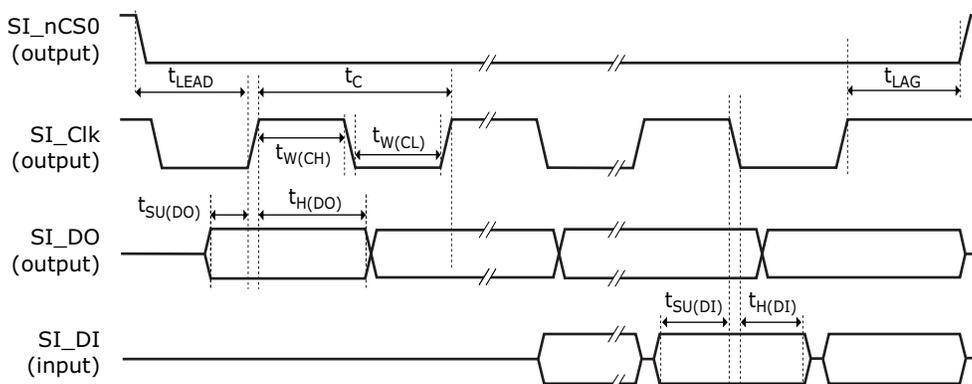 SI_nCS0
(output)
tLEAD
tC
tLAG
SI_Clk
(output)
tW(CH)
tW(CL)
tSU(DO)
tH(DO)
SI_DO
(output)
tSU(DI)
tH(DI)
SI_DI
(input)